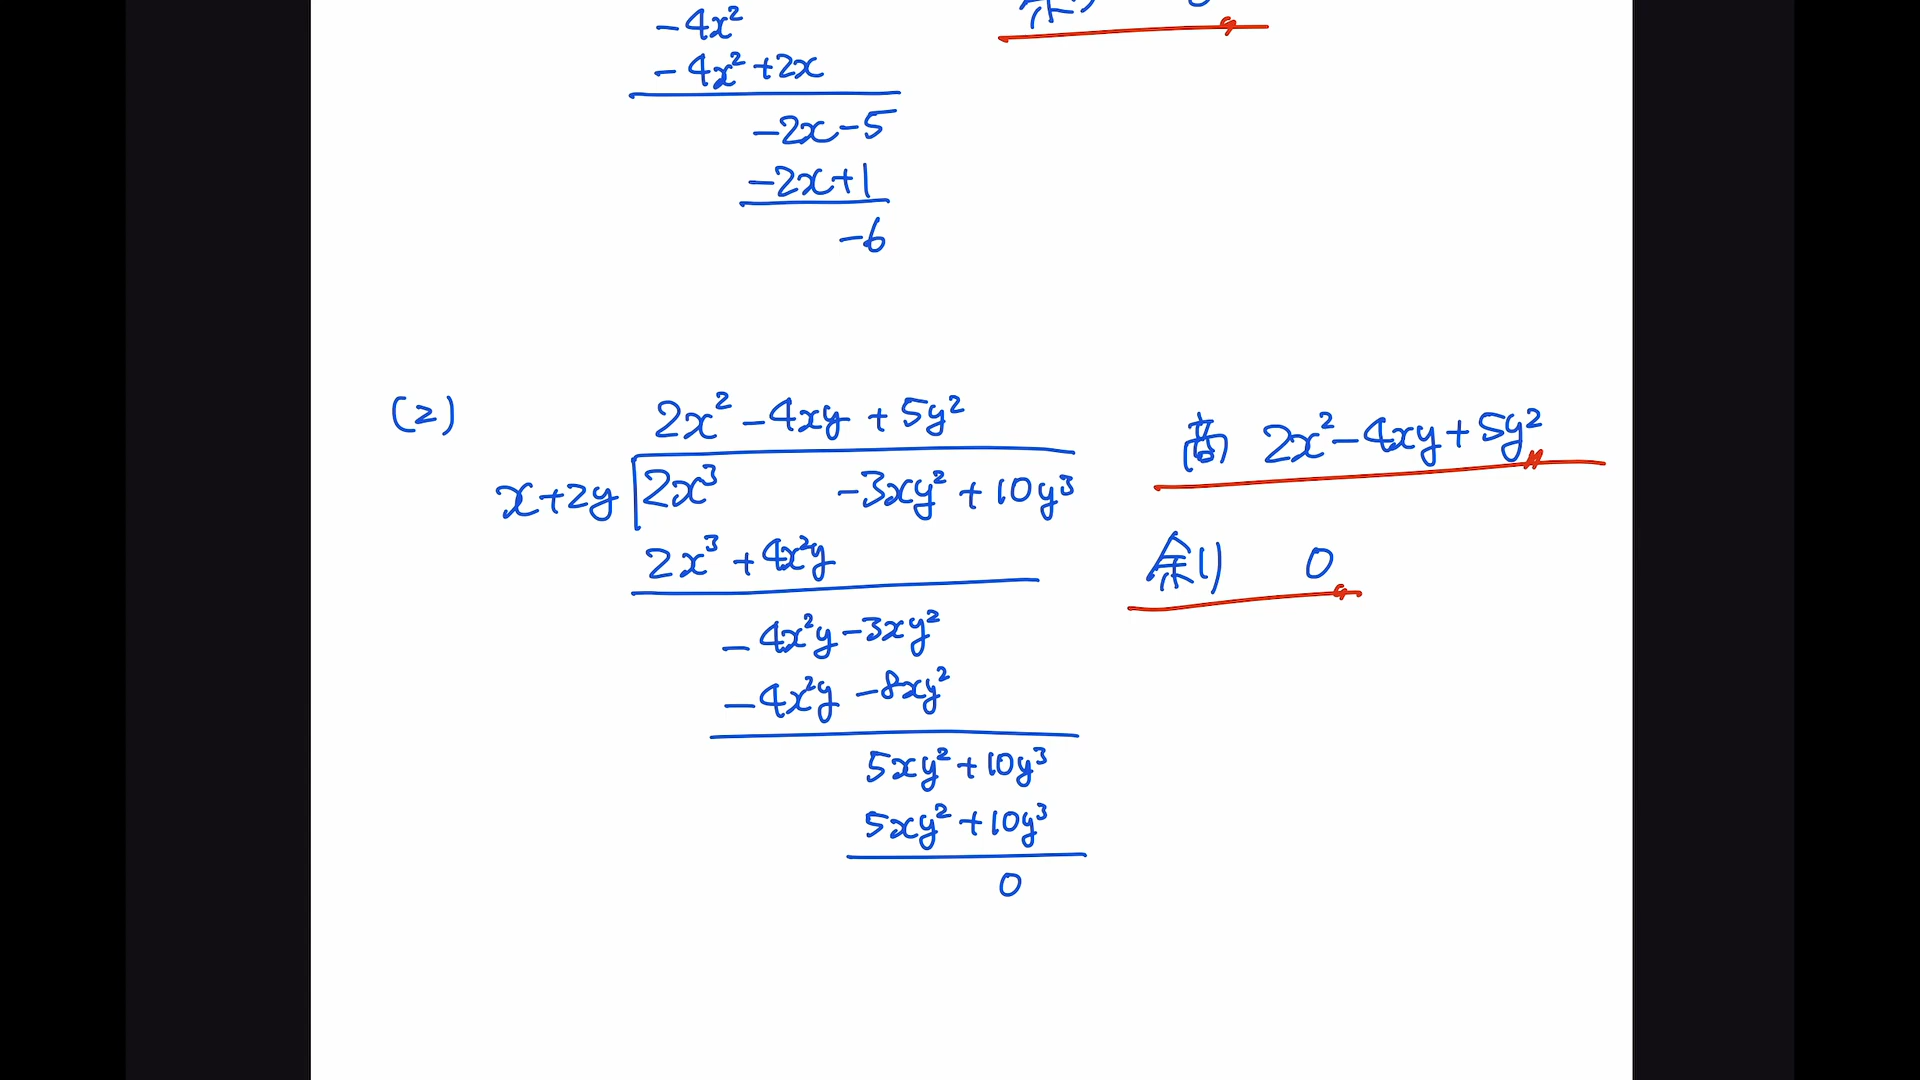 -4x²
-4x²+2x
-2x-5
-2x+1
-6
(2)
2x²-4xy+5y²
x+2y 2x³ -3xy²+10y³
2x³+4x²y
-4x²y-3xy²
-4x²y-8xy²
5xy²+10y³
5xy²+10y³
0
商 2x²-4xy+5y²
余り 0